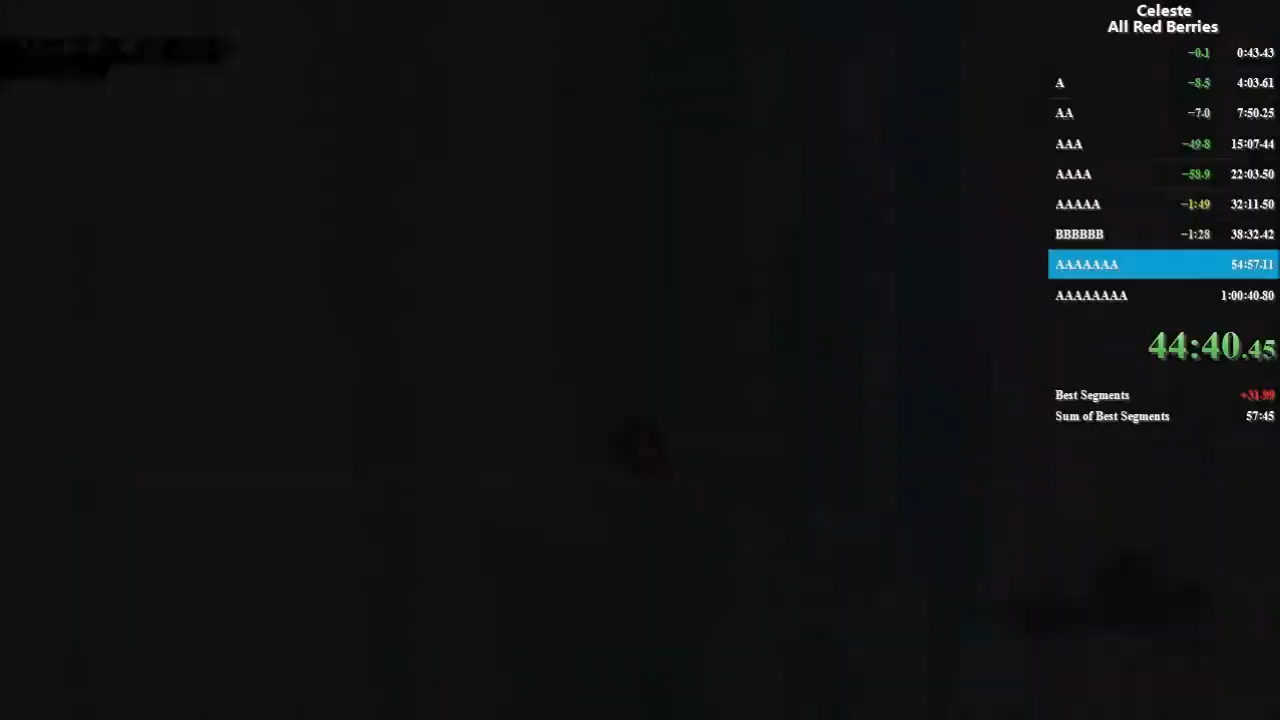 Celeste
All Red Berries
−0.1 0:43.43
A −8.5 4:03.61
AA −7.0 7:50.25
AAA −49.8 15:07.44
AAAA −58.9 22:03.50
AAAAA −1:49 32:11.50
BBBBBB −1:28 38:32.42
AAAAAAA 54:57.11
AAAAAAAA 1:00:40.80
44:40.45
Best Segments +31.99
Sum of Best Segments 57:45